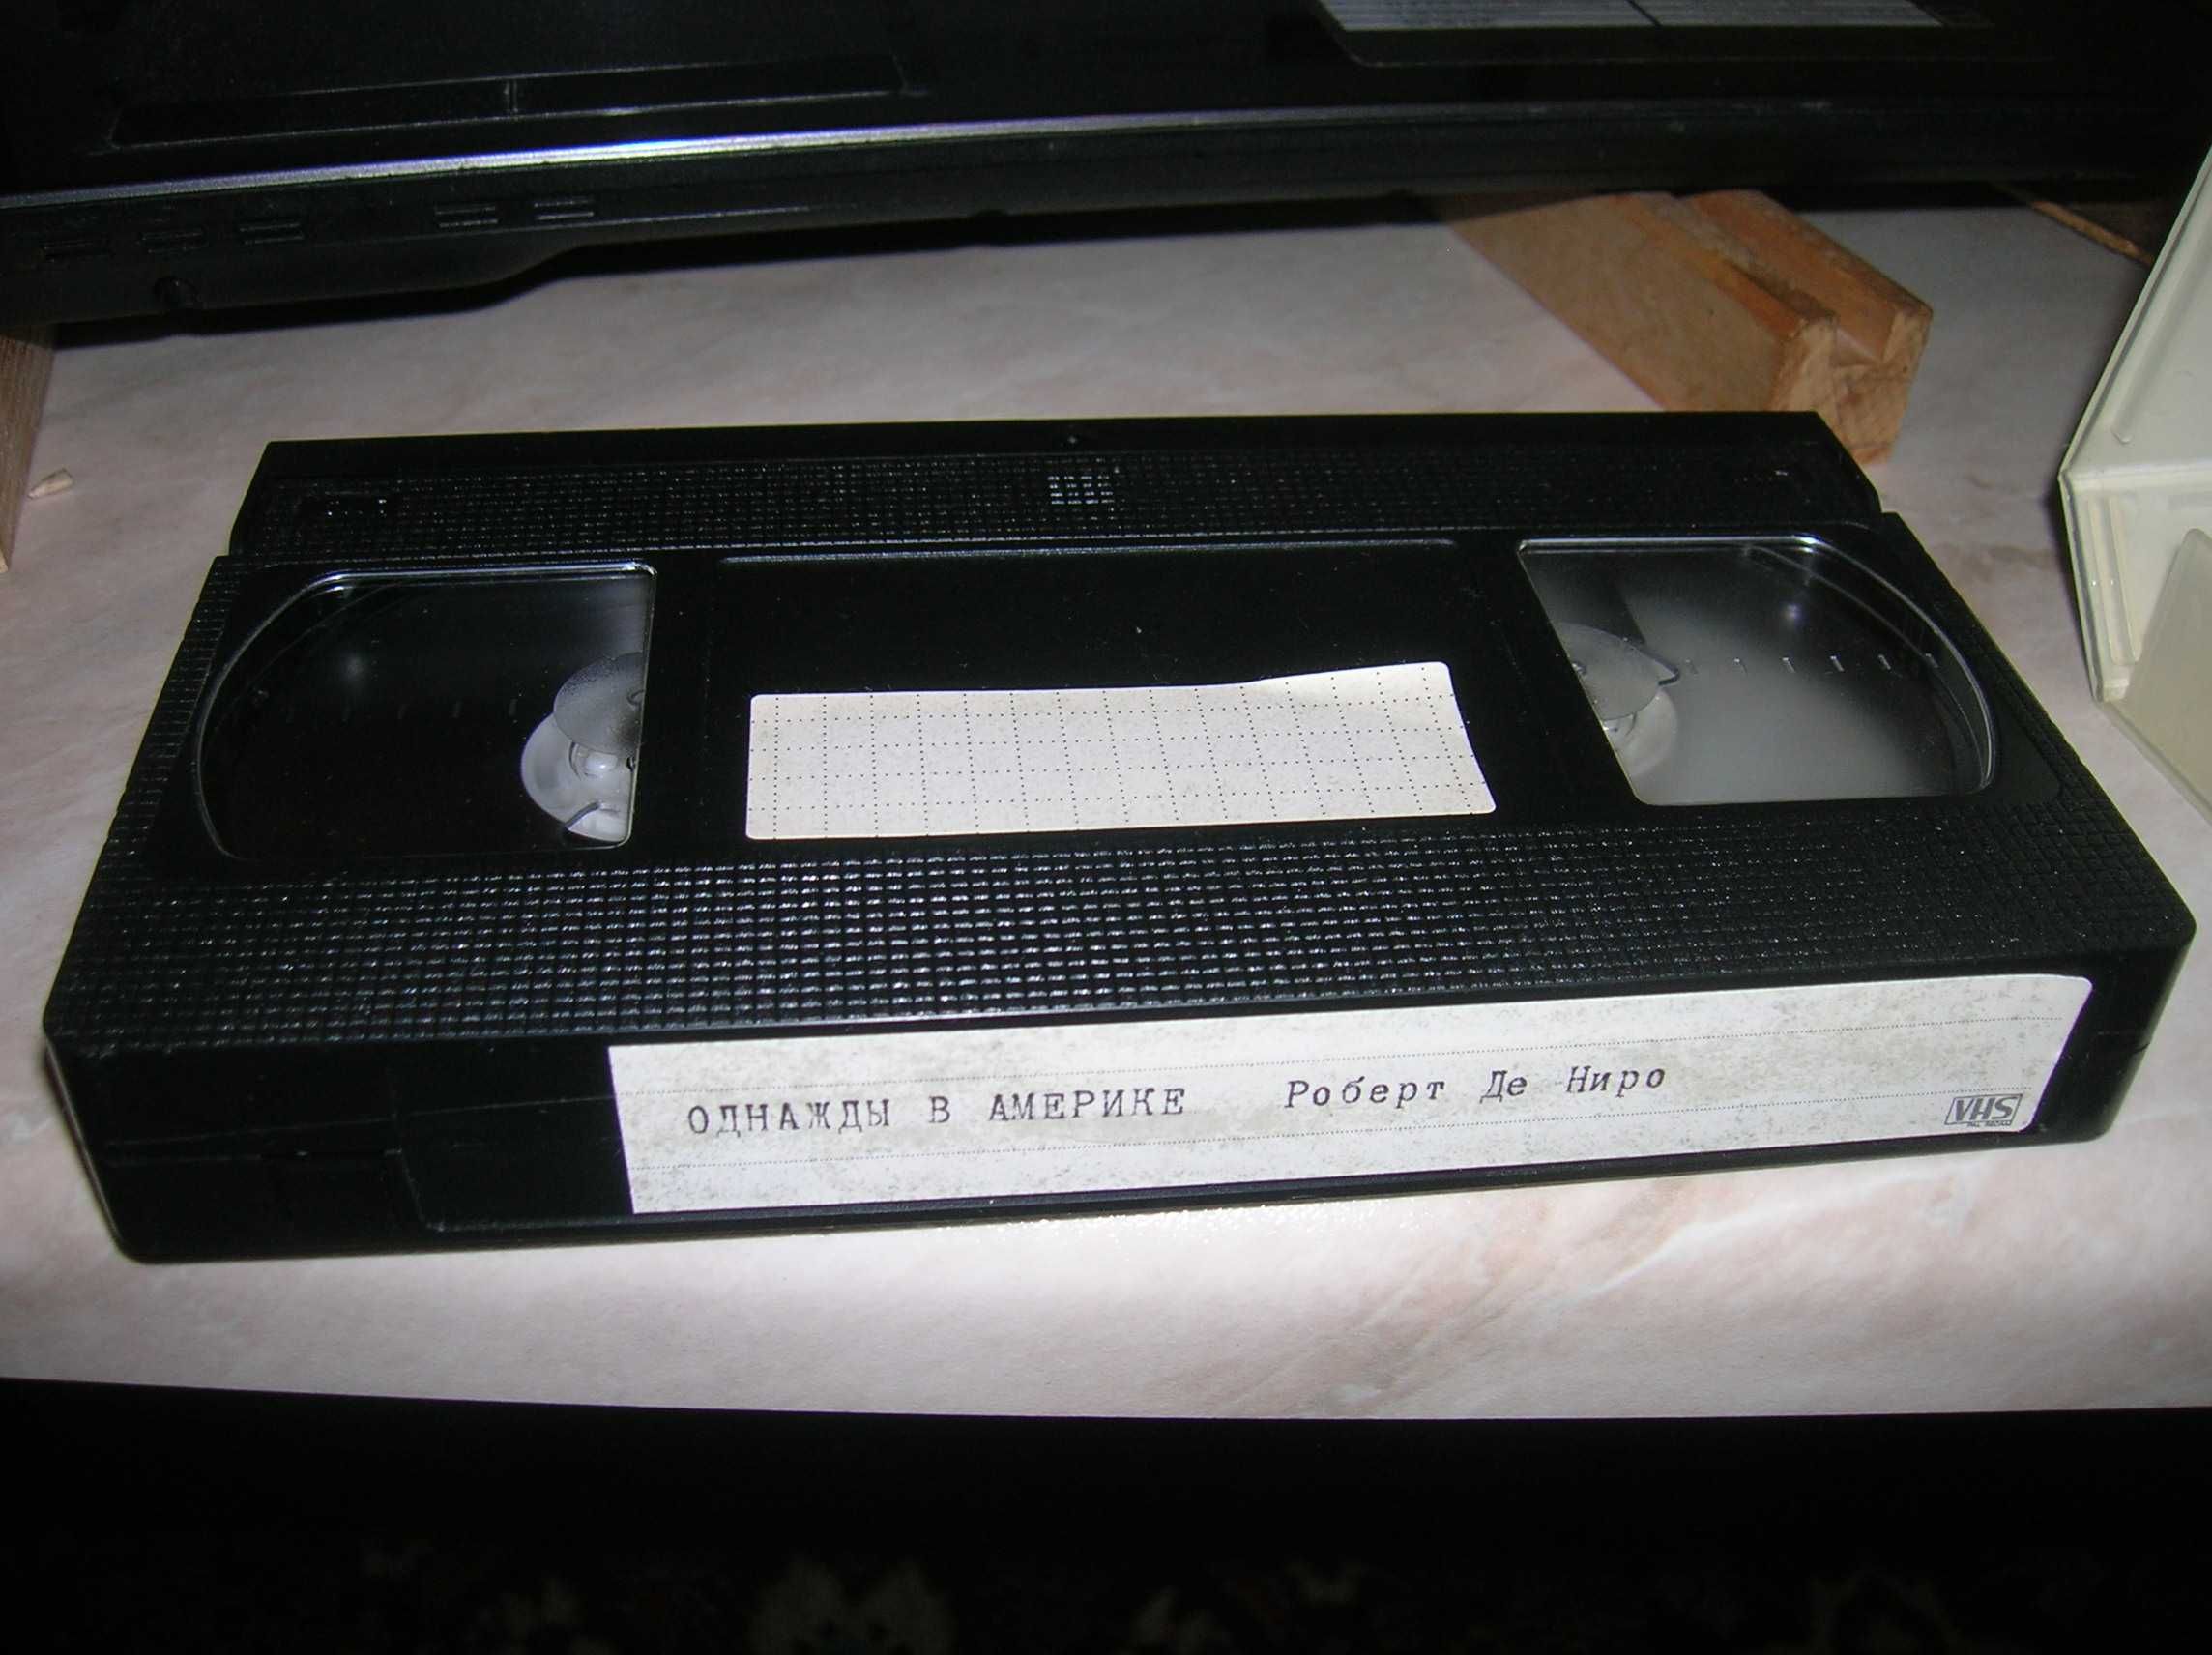 ОДНАЖДЫ В АМЕРИКЕ Роберт Де Ниро
VHS